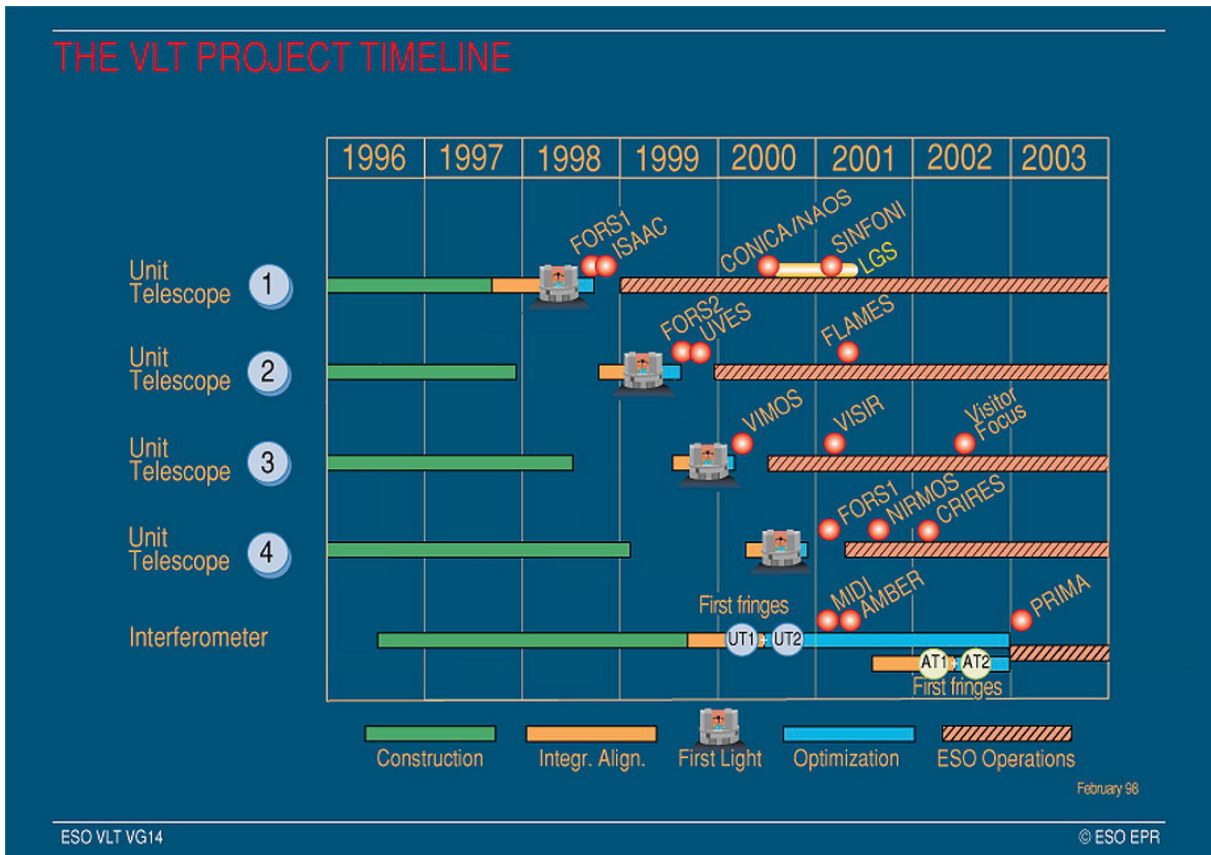 THE VLT PROJECT TIMELINE
1996 1997 1998 1999 2000 2001 2002 2003
Unit
Telescope
1
FORS1
ISAAC
CONICA/NAOS
SINFONI
LGS
Unit
Telescope
2
FORS2
UVES
FLAMES
Unit
Telescope
3
VIMOS
VISIR
Visitor
Focus
Unit
Telescope
4
FORS1
NIRMOS
CRIRES
Interferometer
First fringes
UT1 + UT2
MIDI
AMBER
PRIMA
AT1 + AT2
First fringes
Construction
Integr. Align.
First Light
Optimization
ESO Operations
February 98
ESO VLT VG14
© ESO EPR